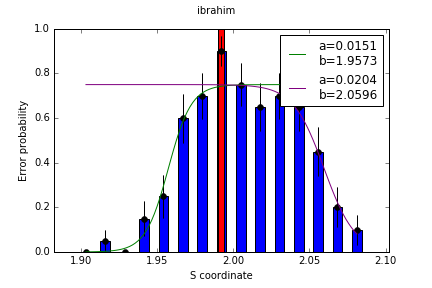 ibrahim
1.0
0.8
0.6
0.4
0.2
0.0
Error probability
a=0.0151
b=1.9573
a=0.0204
b=2.0596
1.90
1.95
2.00
2.05
2.10
S coordinate